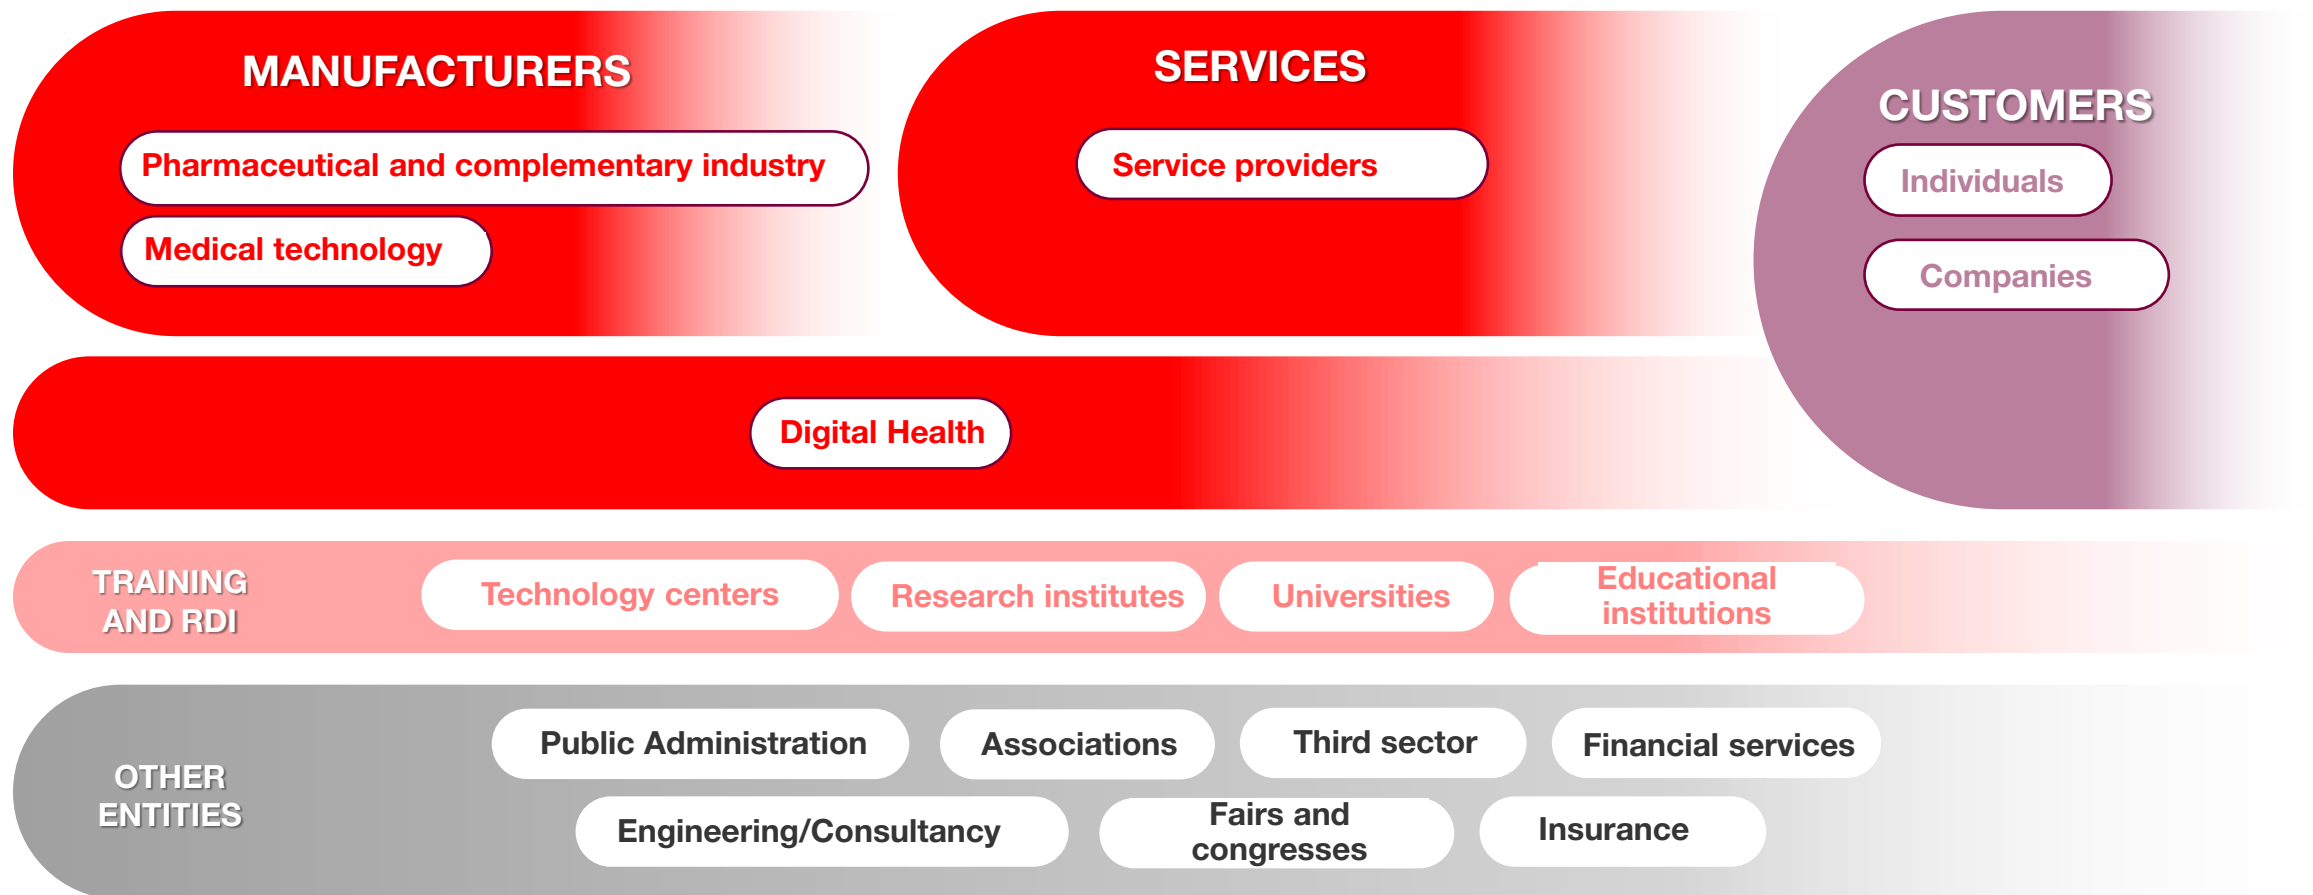 MANUFACTURERS
Pharmaceutical and complementary industry
Medical technology
SERVICES
Service providers
CUSTOMERS
Individuals
Companies
Digital Health
TRAINING
AND RDI
Technology centers
Research institutes
Universities
Educational
institutions
OTHER
ENTITIES
Public Administration
Associations
Third sector
Financial services
Engineering/Consultancy
Fairs and
congresses
Insurance